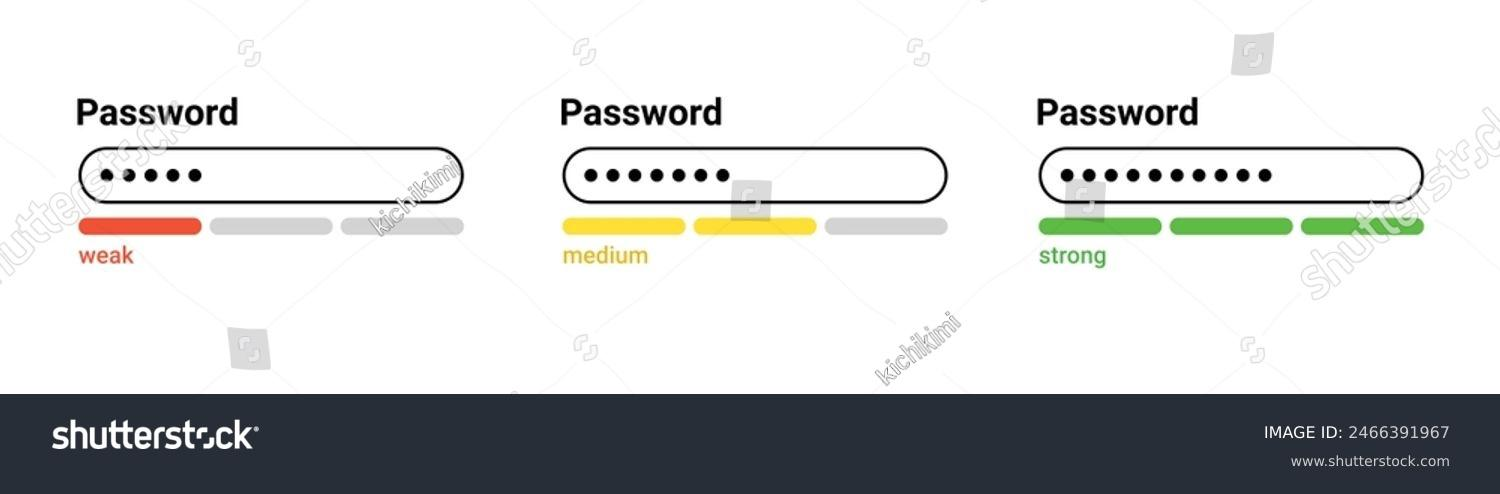 Password
weak
Password
medium
Password
strong
shutterstock
shutterstock
kichikimi
kichikimi
shutterstock
IMAGE ID: 2466391967
www.shutterstock.com